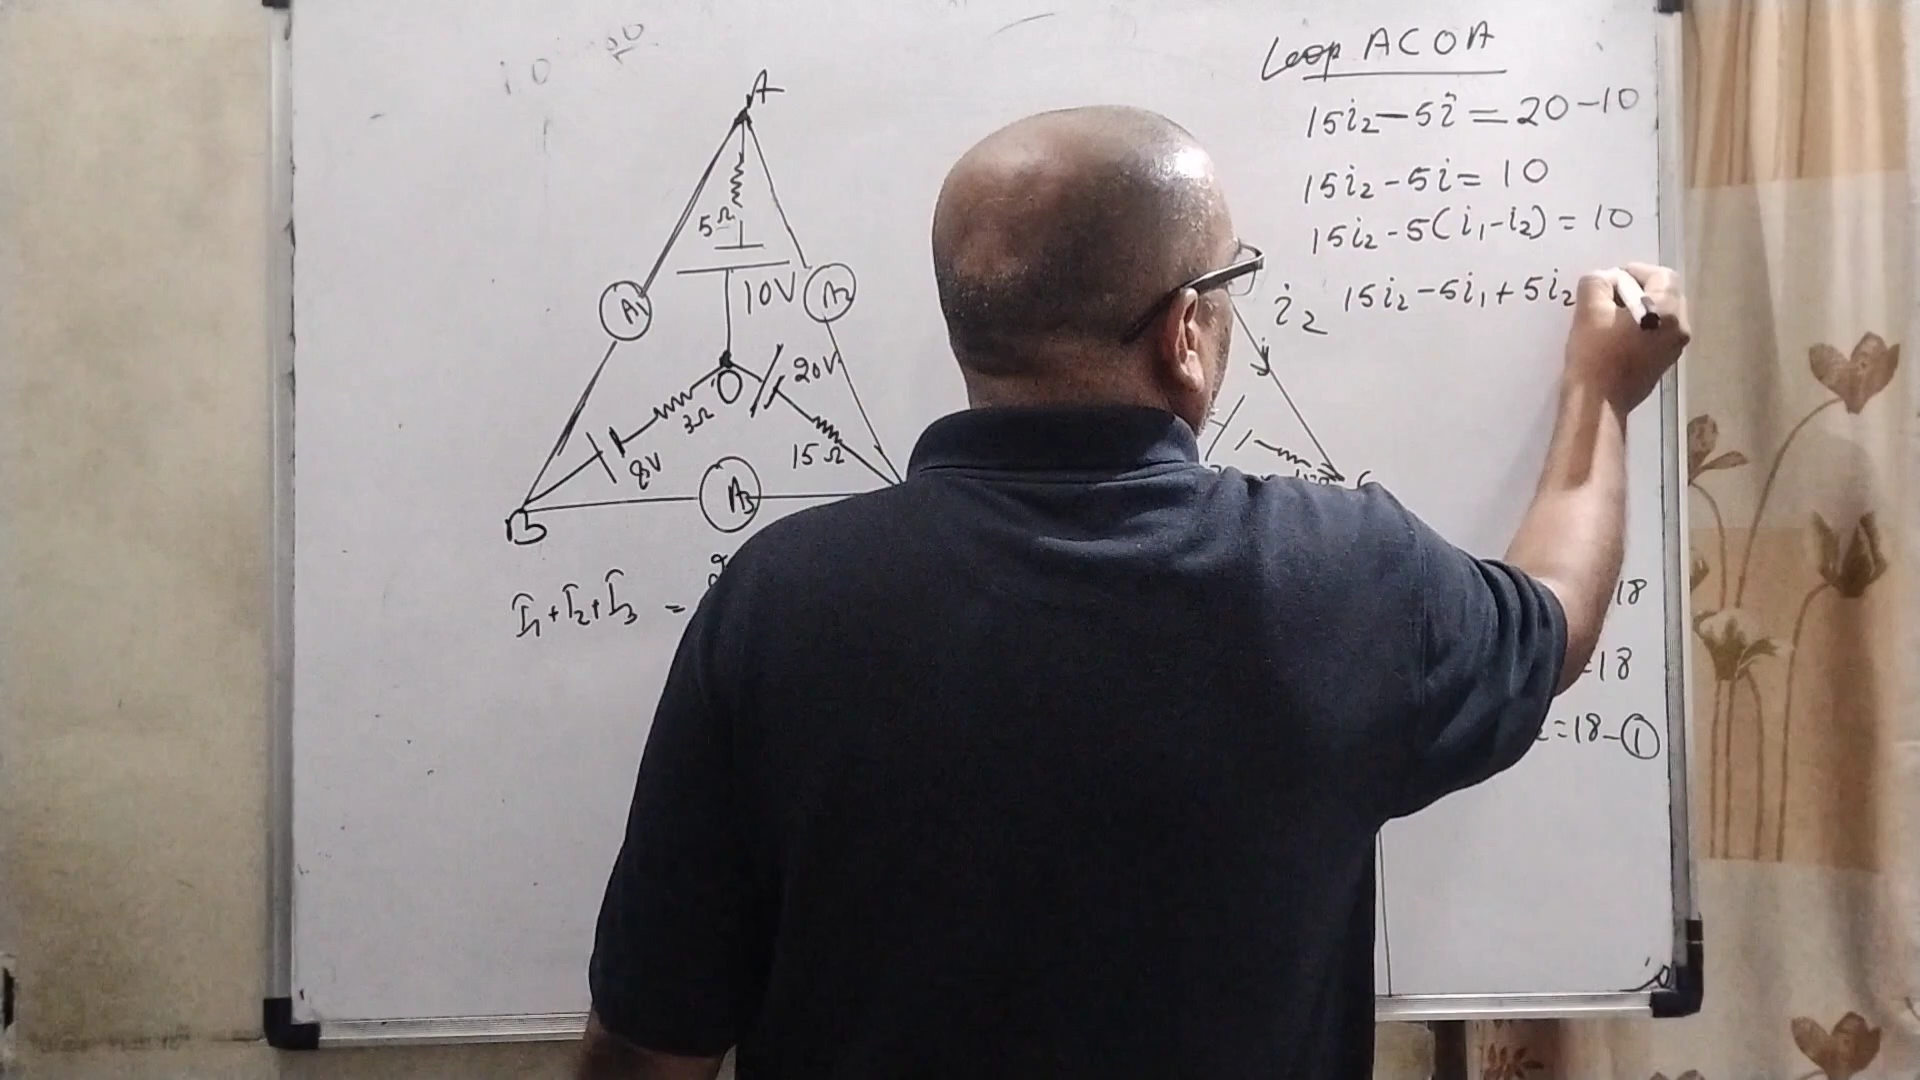 A
5Ω
10V
A1
A2
O
20V
3Ω
8V
15Ω
A3
B
I1+I2+I3 =
Loop ACOA
15i2-5i=20-10
15i2-5i=10
15i2-5(i1-i2)=10
i2
15i2-5i1+5i2
18
=18
=18-①